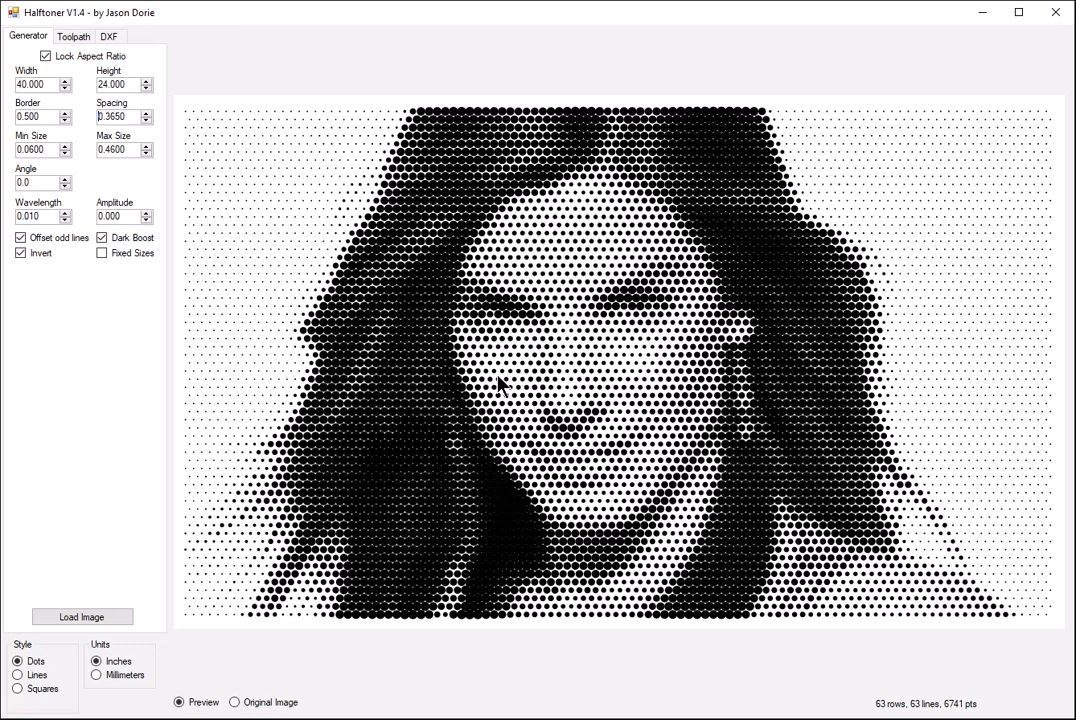 Halftoner V1.4 - by Jason Dorie
Generator Toolpath DXF
Lock Aspect Ratio
Width Height
40.000 24.000
Border Spacing
0.500 0.3650
Min Size Max Size
0.0600 0.4600
Angle
0.0
Wavelength Amplitude
0.010 0.000
Offset odd lines Dark Boost
Invert Fixed Sizes
Load Image
Style Units
Dots Inches
Lines Millimeters
Squares
Preview Original Image 63 rows, 63 lines, 6741 pts